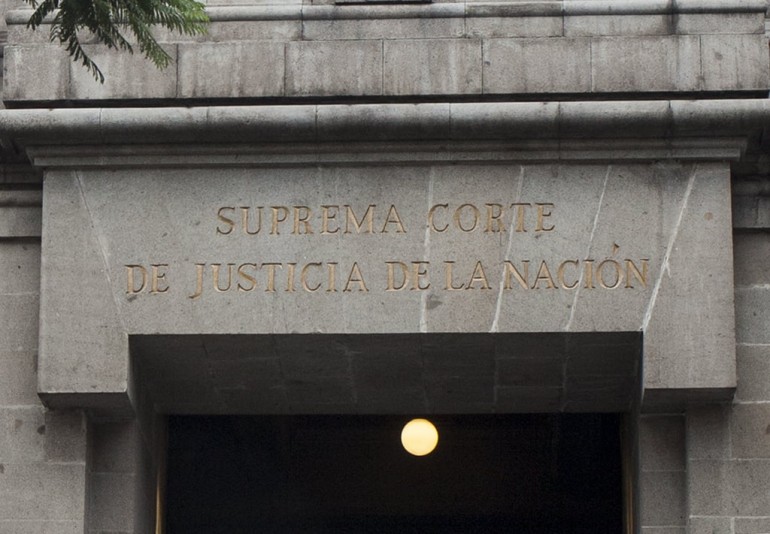 SUPREMA CORTE
DE JUSTICIA DE LA NACIÓN